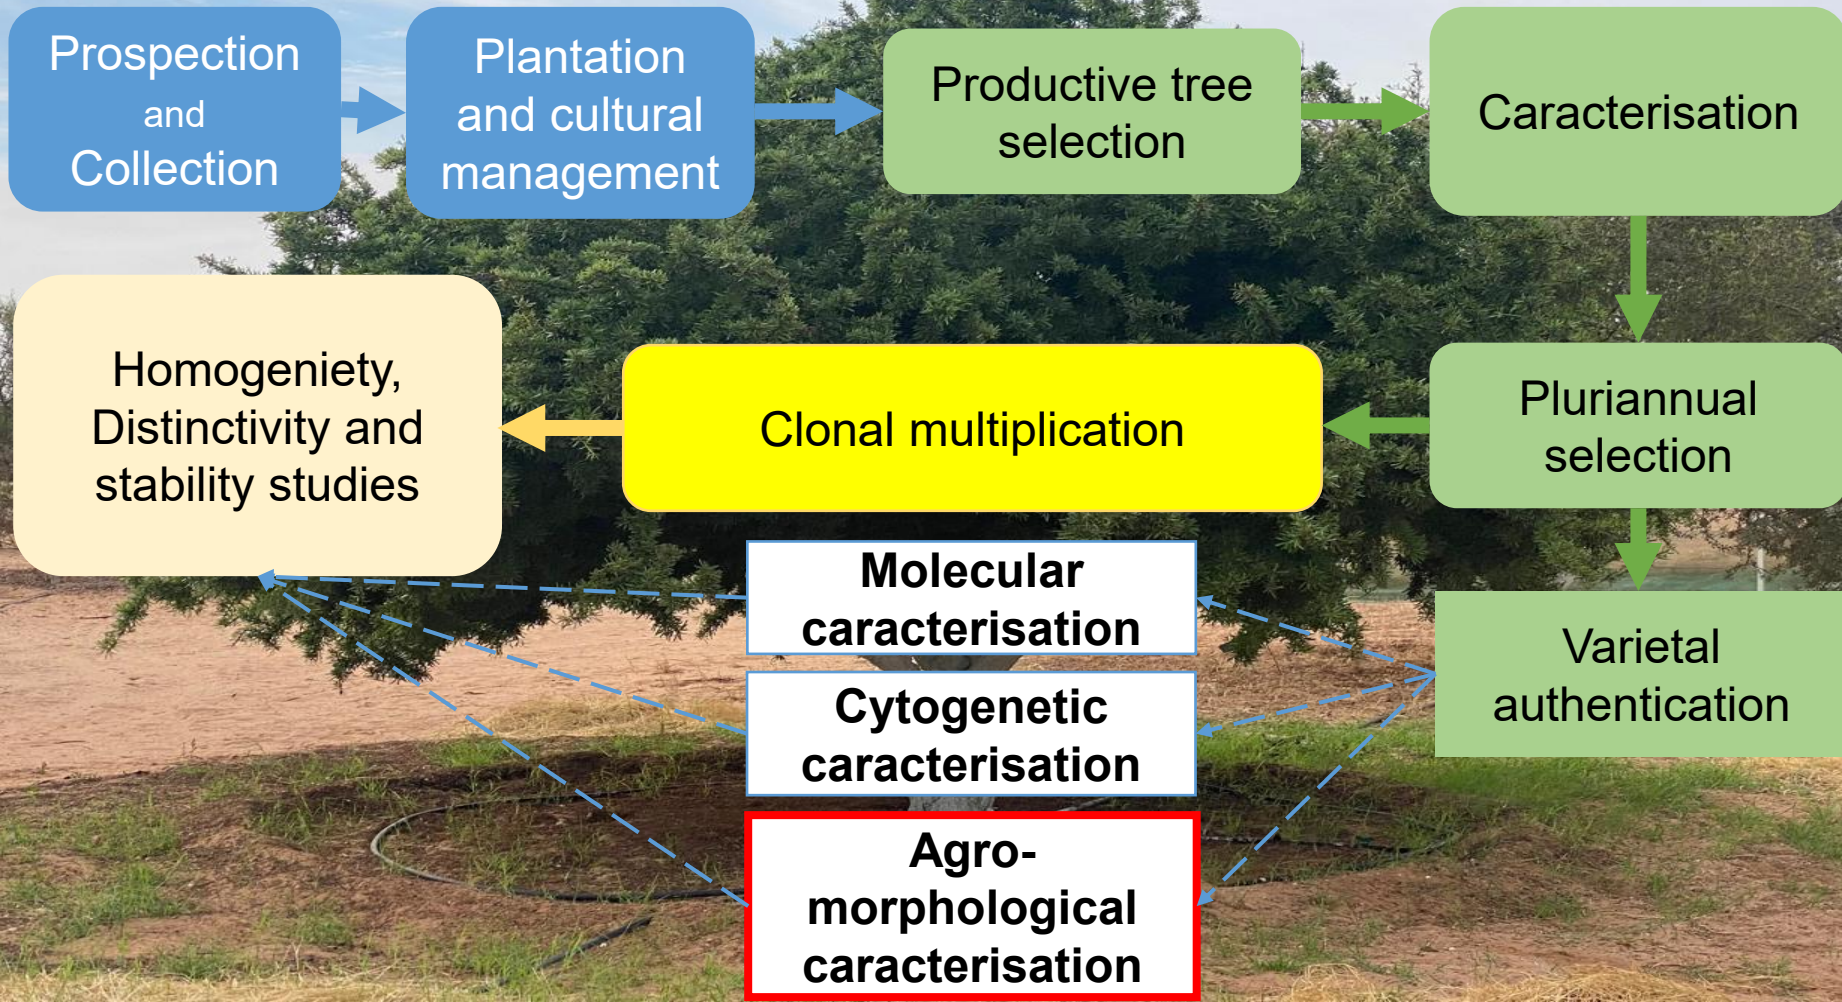 Prospection
and
Collection
Plantation
and cultural
management
Productive tree
selection
Caracterisation
Homogeniety,
Distinctivity and
stability studies
Clonal multiplication
Pluriannual
selection
Molecular
caracterisation
Cytogenetic
caracterisation
Agro-
morphological
caracterisation
Varietal
authentication